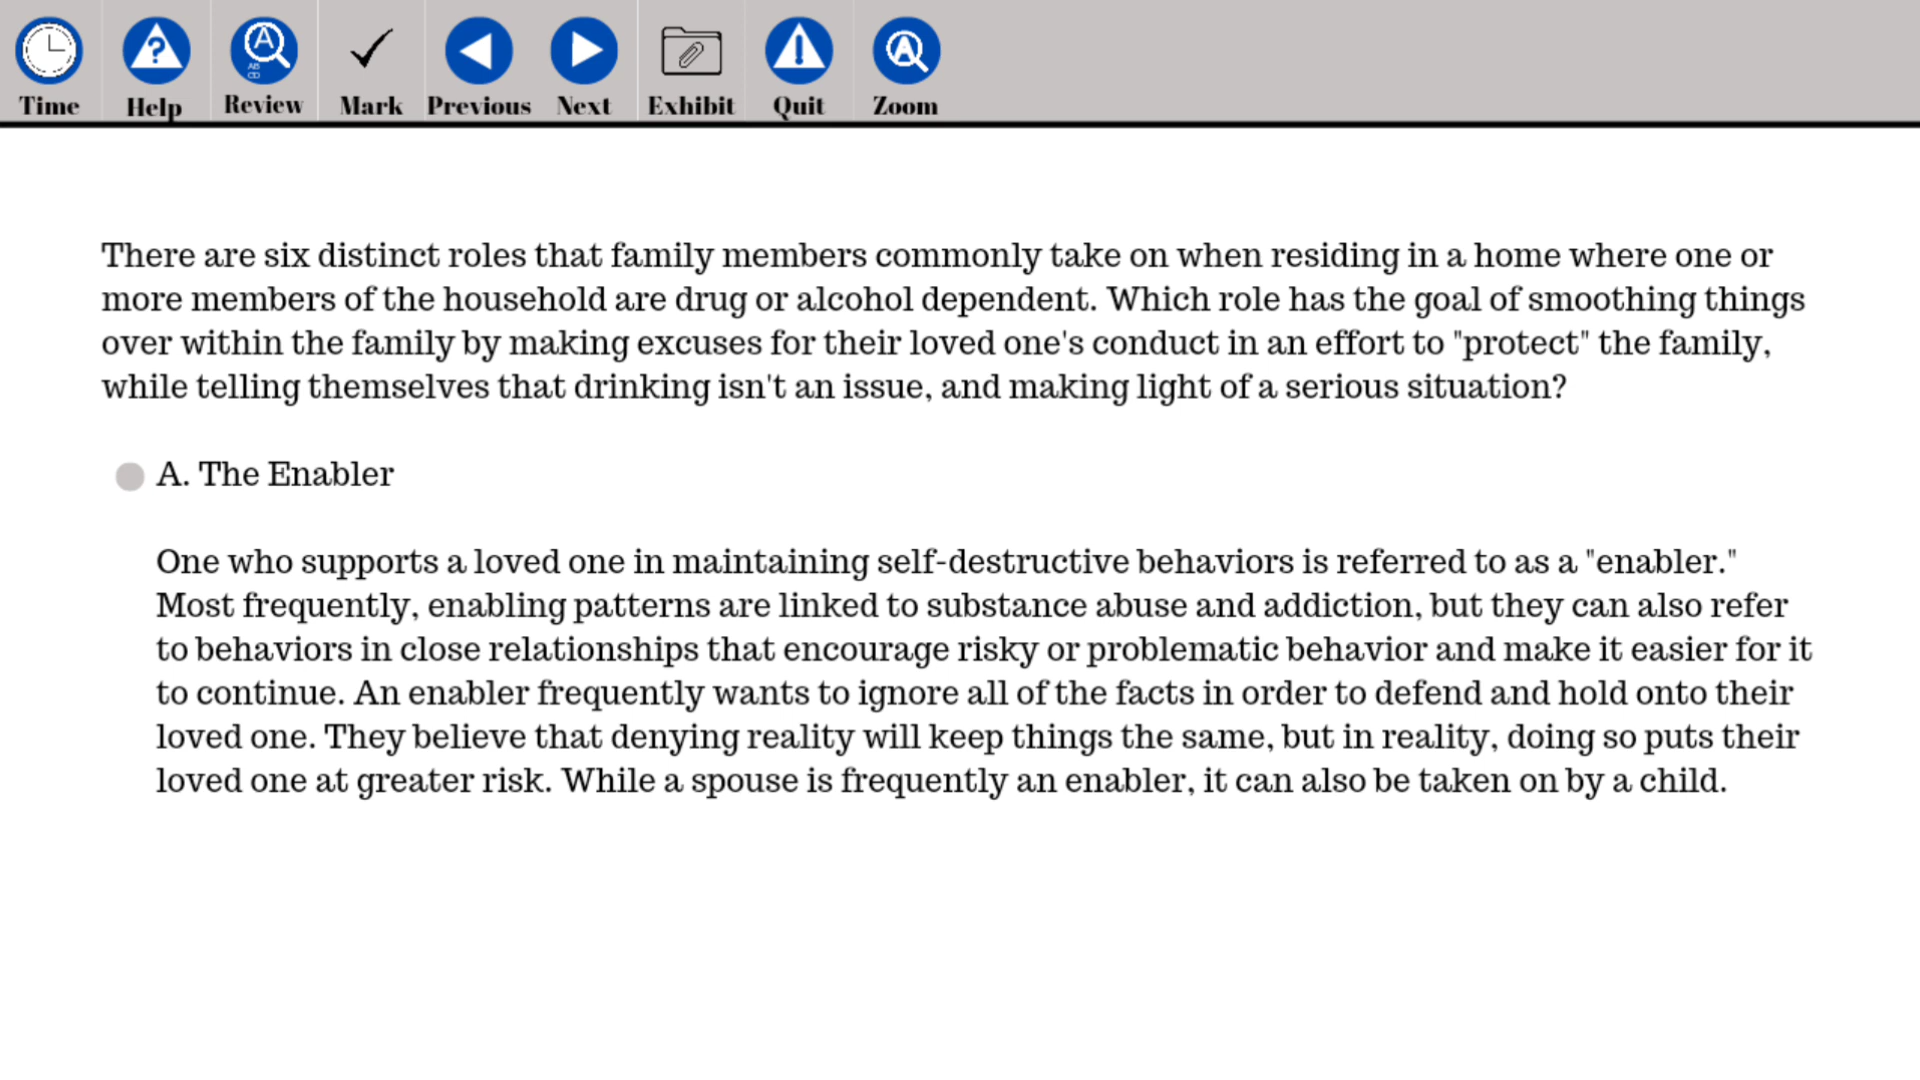 Time Help Review Mark Previous Next Exhibit Quit Zoom
There are six distinct roles that family members commonly take on when residing in a home where one or
more members of the household are drug or alcohol dependent. Which role has the goal of smoothing things
over within the family by making excuses for their loved one's conduct in an effort to "protect" the family,
while telling themselves that drinking isn't an issue, and making light of a serious situation?
A. The Enabler
One who supports a loved one in maintaining self-destructive behaviors is referred to as a "enabler."
Most frequently, enabling patterns are linked to substance abuse and addiction, but they can also refer
to behaviors in close relationships that encourage risky or problematic behavior and make it easier for it
to continue. An enabler frequently wants to ignore all of the facts in order to defend and hold onto their
loved one. They believe that denying reality will keep things the same, but in reality, doing so puts their
loved one at greater risk. While a spouse is frequently an enabler, it can also be taken on by a child.